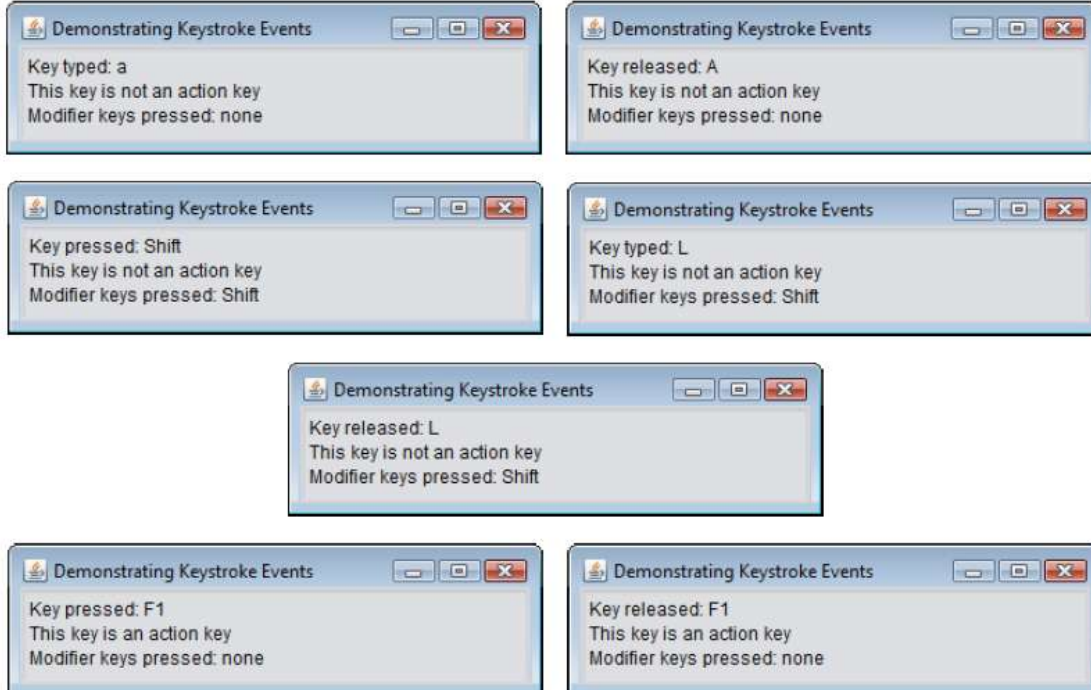 Demonstrating Keystroke Events
Key typed: a
This key is not an action key
Modifier keys pressed: none
Demonstrating Keystroke Events
Key released: A
This key is not an action key
Modifier keys pressed: none
Demonstrating Keystroke Events
Key pressed: Shift
This key is not an action key
Modifier keys pressed: Shift
Demonstrating Keystroke Events
Key typed: L
This key is not an action key
Modifier keys pressed: Shift
Demonstrating Keystroke Events
Key released: L
This key is not an action key
Modifier keys pressed: Shift
Demonstrating Keystroke Events
Key pressed: F1
This key is an action key
Modifier keys pressed: none
Demonstrating Keystroke Events
Key released: F1
This key is an action key
Modifier keys pressed: none